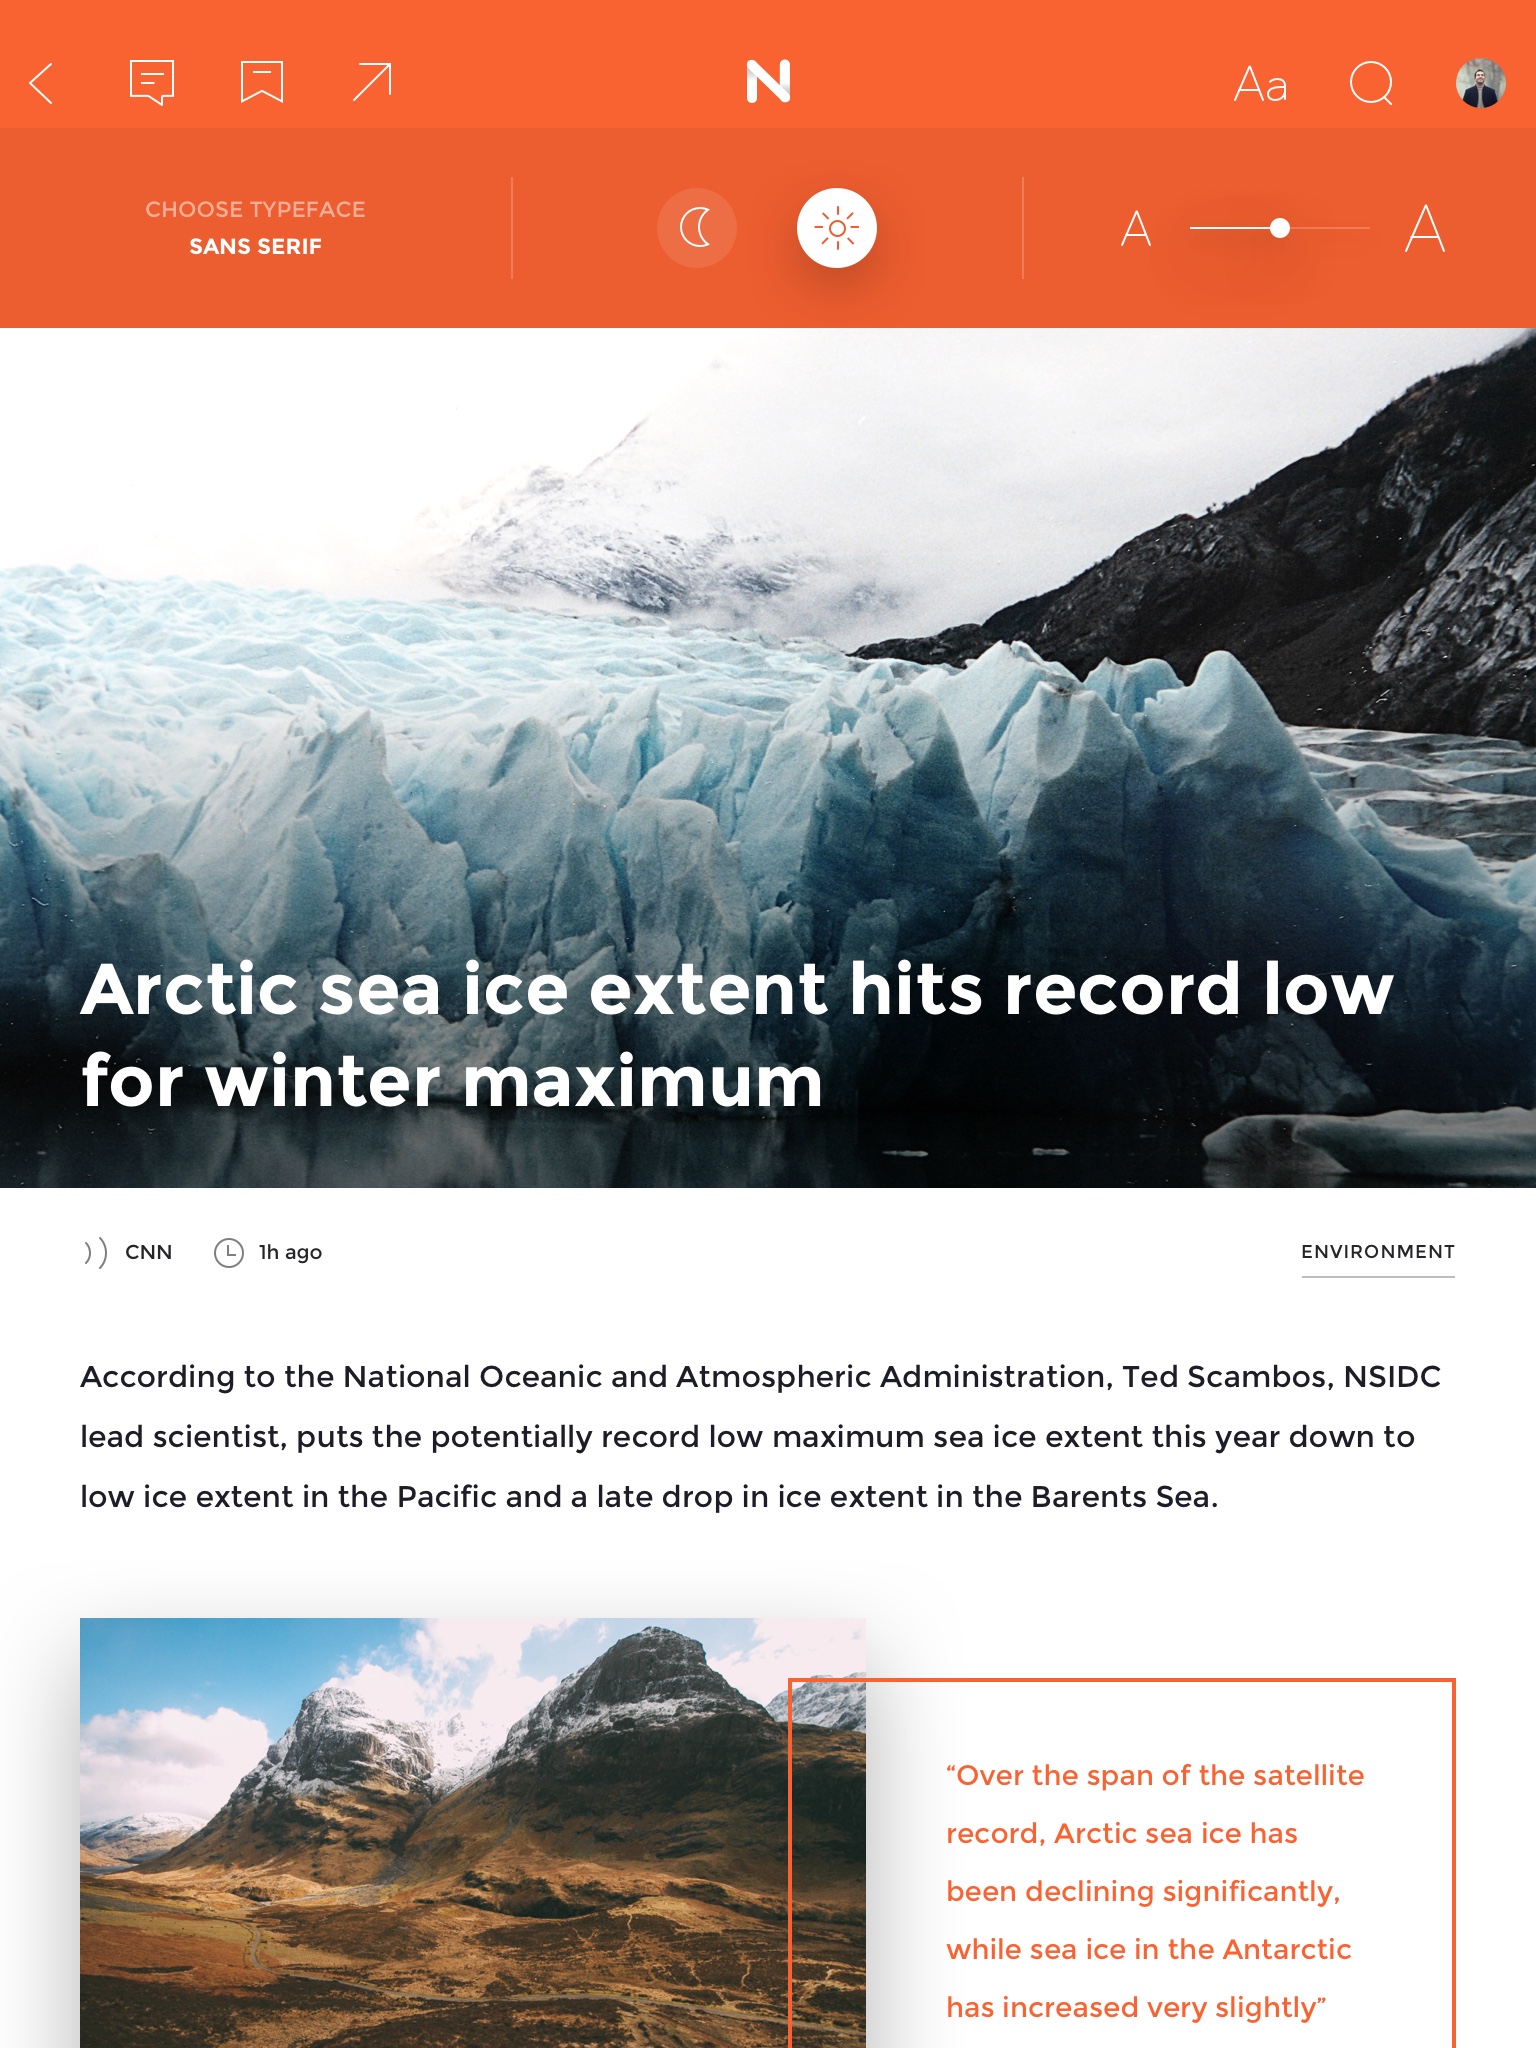 N
Aa
CHOOSE TYPEFACE
SANS SERIF
A
A
Arctic sea ice extent hits record low
for winter maximum
CNN
1h ago
ENVIRONMENT
According to the National Oceanic and Atmospheric Administration, Ted Scambos, NSIDC
lead scientist, puts the potentially record low maximum sea ice extent this year down to
low ice extent in the Pacific and a late drop in ice extent in the Barents Sea.
“Over the span of the satellite
record, Arctic sea ice has
been declining significantly,
while sea ice in the Antarctic
has increased very slightly”